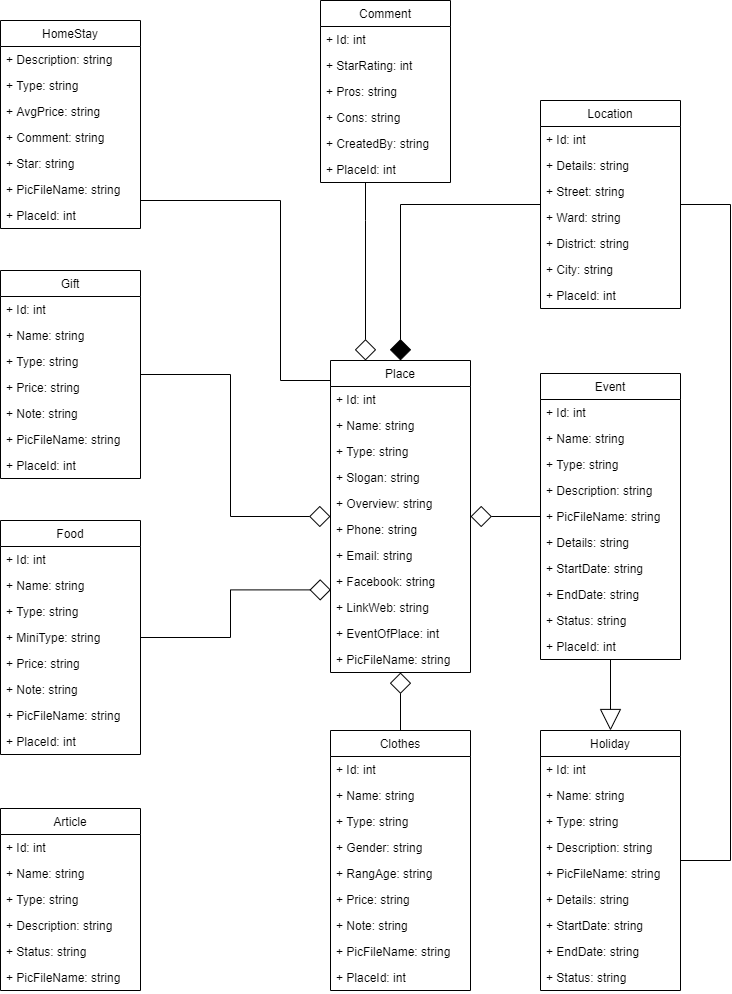 HomeStay
+ Description: string
+ Type: string
+ AvgPrice: string
+ Comment: string
+ Star: string
+ PicFileName: string
+ PlaceId: int
Comment
+ Id: int
+ StarRating: int
+ Pros: string
+ Cons: string
+ CreatedBy: string
+ PlaceId: int
Location
+ Id: int
+ Details: string
+ Street: string
+ Ward: string
+ District: string
+ City: string
+ PlaceId: int
Gift
+ Id: int
+ Name: string
+ Type: string
+ Price: string
+ Note: string
+ PicFileName: string
+ PlaceId: int
Place
+ Id: int
+ Name: string
+ Type: string
+ Slogan: string
+ Overview: string
+ Phone: string
+ Email: string
+ Facebook: string
+ LinkWeb: string
+ EventOfPlace: int
+ PicFileName: string
Event
+ Id: int
+ Name: string
+ Type: string
+ Description: string
+ PicFileName: string
+ Details: string
+ StartDate: string
+ EndDate: string
+ Status: string
+ PlaceId: int
Food
+ Id: int
+ Name: string
+ Type: string
+ MiniType: string
+ Price: string
+ Note: string
+ PicFileName: string
+ PlaceId: int
Clothes
+ Id: int
+ Name: string
+ Type: string
+ Gender: string
+ RangAge: string
+ Price: string
+ Note: string
+ PicFileName: string
+ PlaceId: int
Holiday
+ Id: int
+ Name: string
+ Type: string
+ Description: string
+ PicFileName: string
+ Details: string
+ StartDate: string
+ EndDate: string
+ Status: string
Article
+ Id: int
+ Name: string
+ Type: string
+ Description: string
+ Status: string
+ PicFileName: string